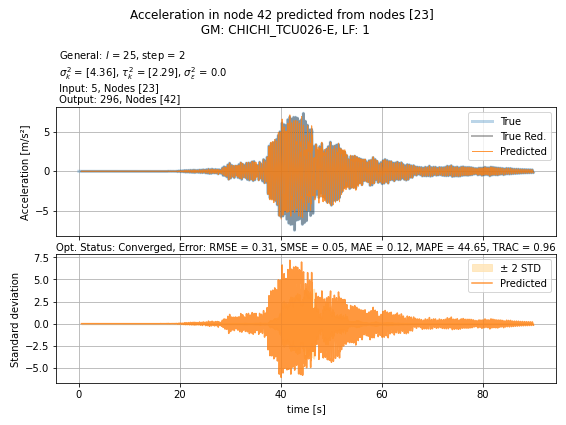 Acceleration in node 42 predicted from nodes [23]
GM: CHICHI_TCU026-E, LF: 1
General: l = 25, step = 2
σ²ₖ = [4.36], τ²ₖ = [2.29], σ²ₑ = 0.0
Input: 5, Nodes [23]
Output: 296, Nodes [42]
Acceleration [m/s²]
5
0
−5
True
True Red.
Predicted
Opt. Status: Converged, Error: RMSE = 0.31, SMSE = 0.05, MAE = 0.12, MAPE = 44.65, TRAC = 0.96
Standard deviation
7.5
5.0
2.5
0.0
−2.5
−5.0
± 2 STD
Predicted
0
20
40
60
80
time [s]